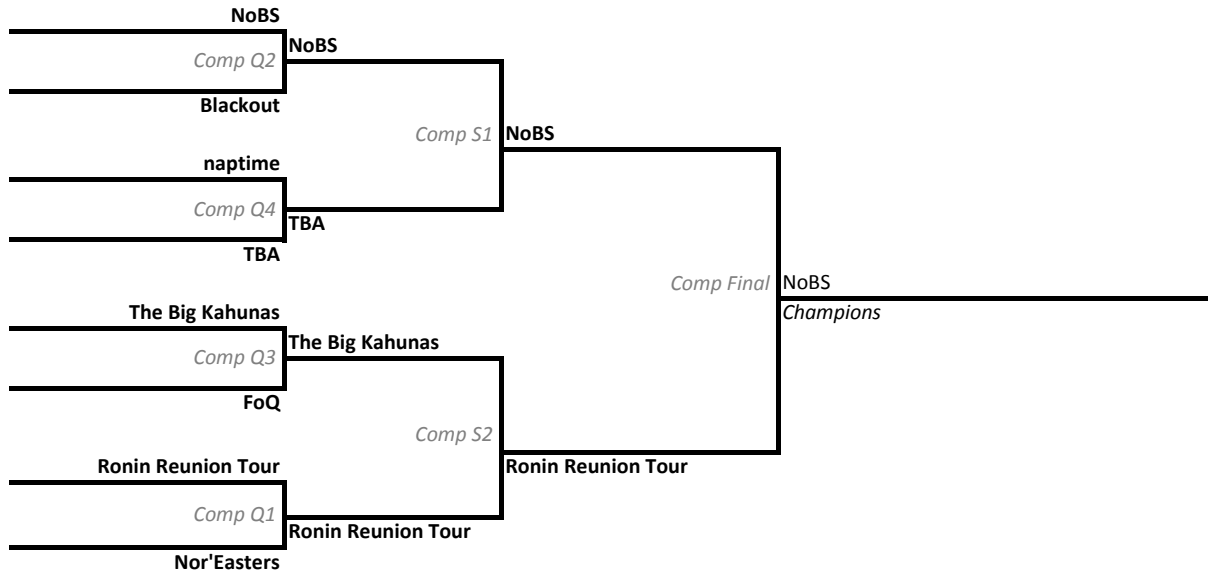 NoBS
Comp Q2
NoBS
Blackout
Comp S1
NoBS
naptime
Comp Q4
TBA
TBA
Comp Final
NoBS
Champions
The Big Kahunas
Comp Q3
The Big Kahunas
FoQ
Comp S2
Ronin Reunion Tour
Ronin Reunion Tour
Comp Q1
Ronin Reunion Tour
Nor'Easters